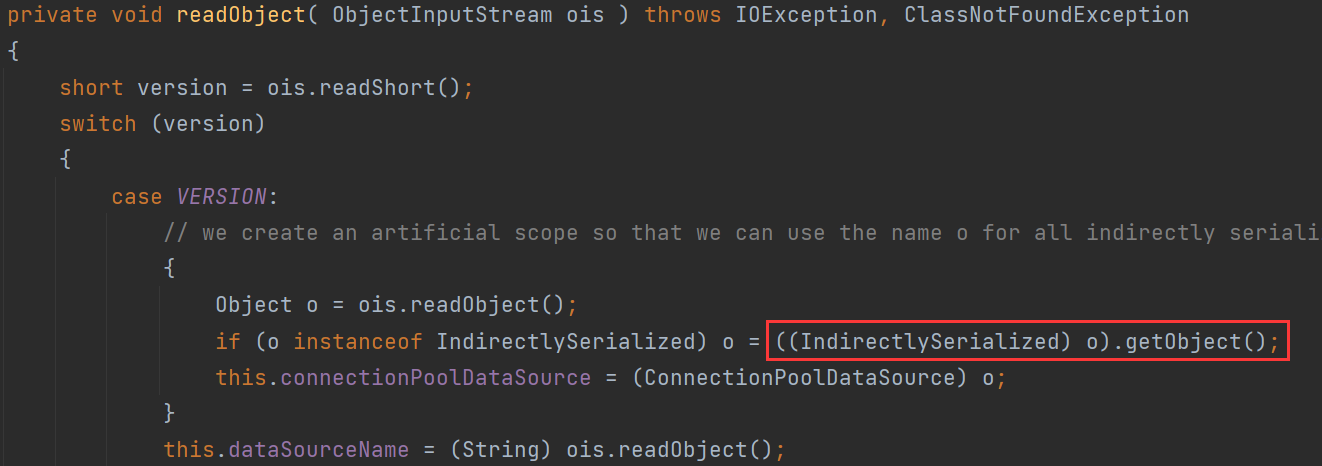 private void readObject( ObjectInputStream ois ) throws IOException, ClassNotFoundException
{
short version = ois.readShort();
switch (version)
{
case VERSION:
// we create an artificial scope so that we can use the name o for all indirectly seriali
{
Object o = ois.readObject();
if (o instanceof IndirectlySerialized) o = ((IndirectlySerialized) o).getObject();
this.connectionPoolDataSource = (ConnectionPoolDataSource) o;
}
this.dataSourceName = (String) ois.readObject();